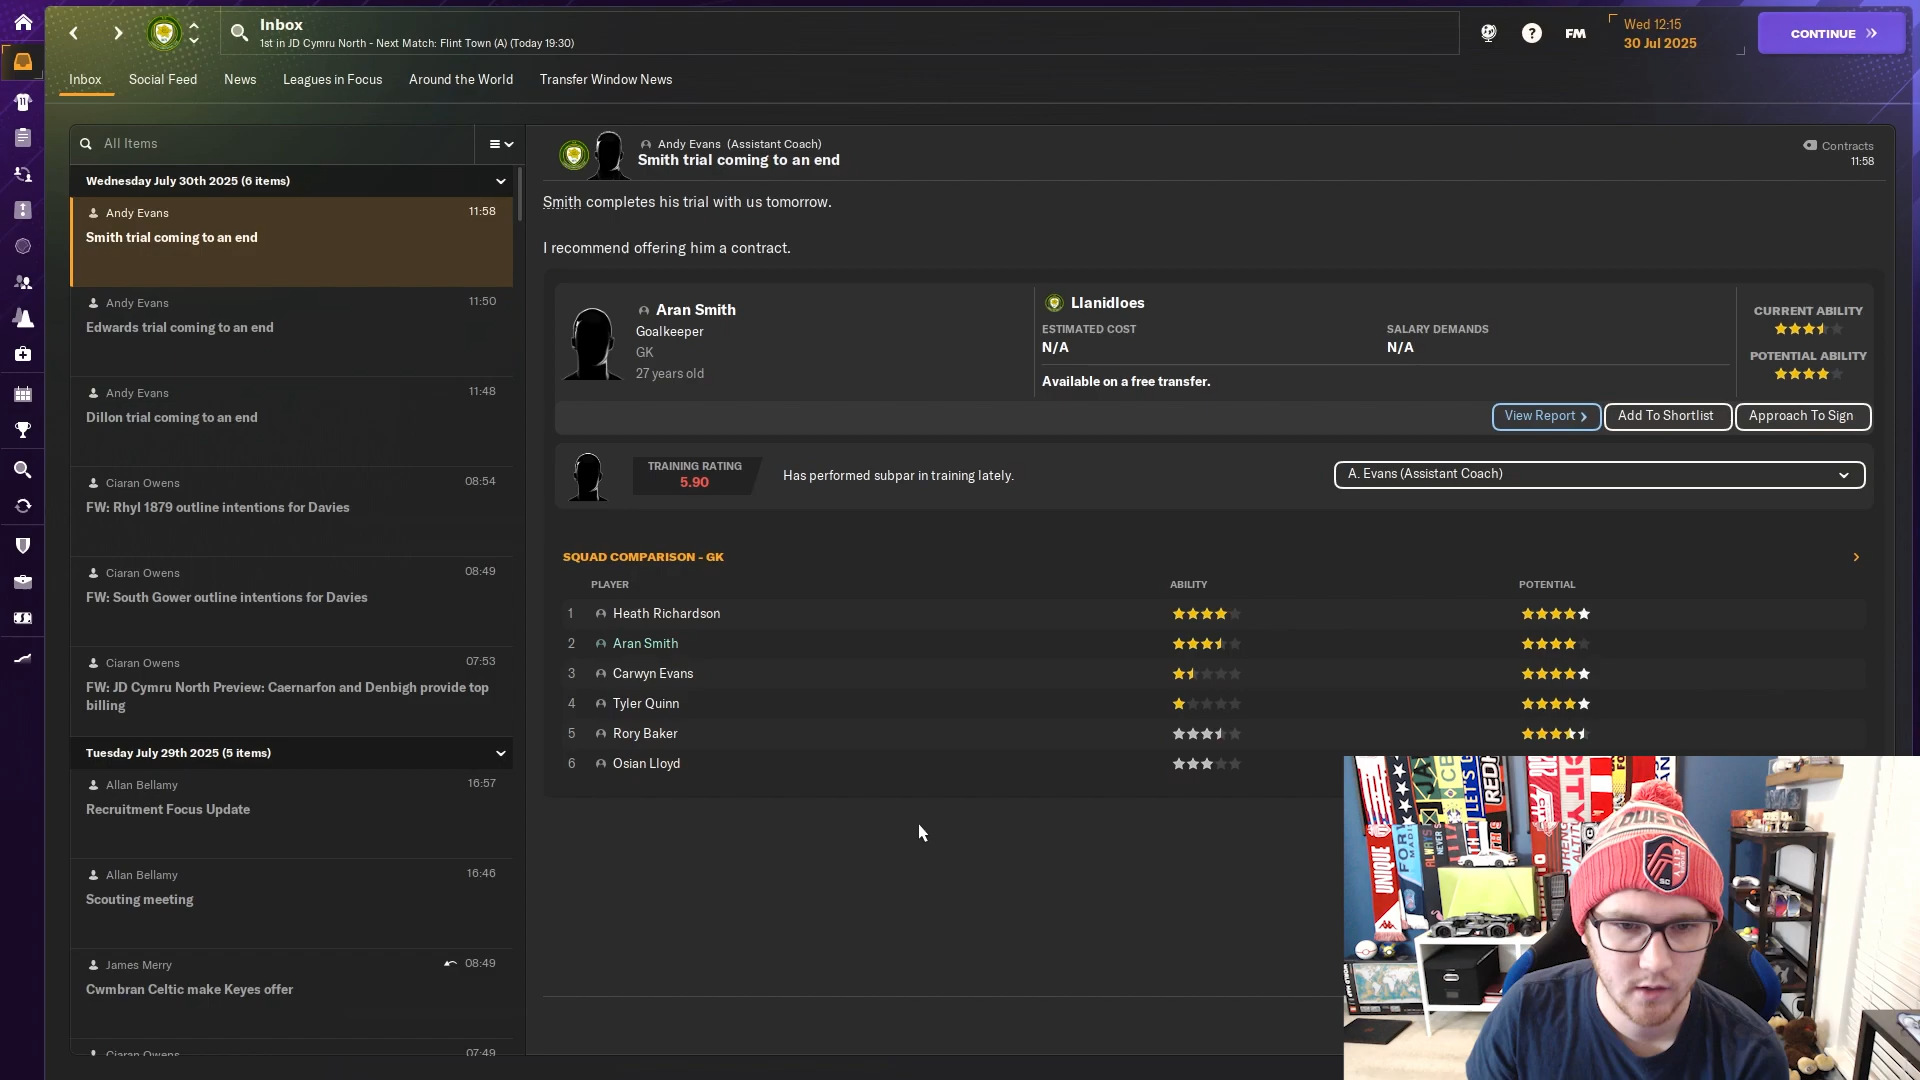 Inbox
1st in JD Cymru North - Next Match: Flint Town (A) (Today 19:30)
FM
Wed 12:15
30 Jul 2025
CONTINUE
Inbox
Social Feed
News
Leagues in Focus
Around the World
Transfer Window News
All Items
Wednesday July 30th 2025 (6 items)
Andy Evans
11:58
Smith trial coming to an end
Andy Evans
11:50
Edwards trial coming to an end
Andy Evans
11:48
Dillon trial coming to an end
Ciaran Owens
08:54
FW: Rhyl 1879 outline intentions for Davies
Ciaran Owens
08:49
FW: South Gower outline intentions for Davies
Ciaran Owens
07:53
FW: JD Cymru North Preview: Caernarfon and Denbigh provide top
billing
Tuesday July 29th 2025 (5 items)
Allan Bellamy
16:57
Recruitment Focus Update
Allan Bellamy
16:46
Scouting meeting
James Merry
08:49
Cwmbran Celtic make Keyes offer
Ciaran Owens
07:49
Andy Evans (Assistant Coach)
Smith trial coming to an end
Contracts
11:58
Smith completes his trial with us tomorrow.
I recommend offering him a contract.
Aran Smith
Goalkeeper
GK
27 years old
Llanidloes
ESTIMATED COST
N/A
SALARY DEMANDS
N/A
Available on a free transfer.
CURRENT ABILITY
POTENTIAL ABILITY
View Report
Add To Shortlist
Approach To Sign
TRAINING RATING
5.90
Has performed subpar in training lately.
A. Evans (Assistant Coach)
SQUAD COMPARISON - GK
PLAYER
ABILITY
POTENTIAL
1 Heath Richardson
2 Aran Smith
3 Carwyn Evans
4 Tyler Quinn
5 Rory Baker
6 Osian Lloyd
UNIQUE
LET'S
CITY